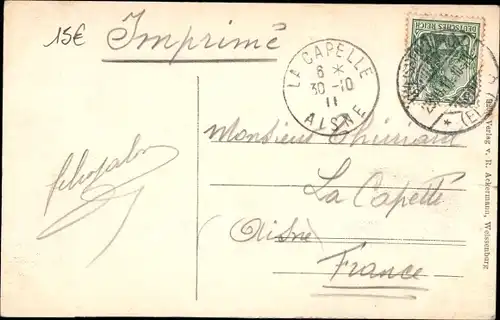 15€
Imprimé
LA CAPELLE
6 *
30 -10
11
AISNE
DEUTSCHES REICH
Monsieur
La Capelle
(Aisne)
France
Verlag v. R. Ackermann, Weissenburg